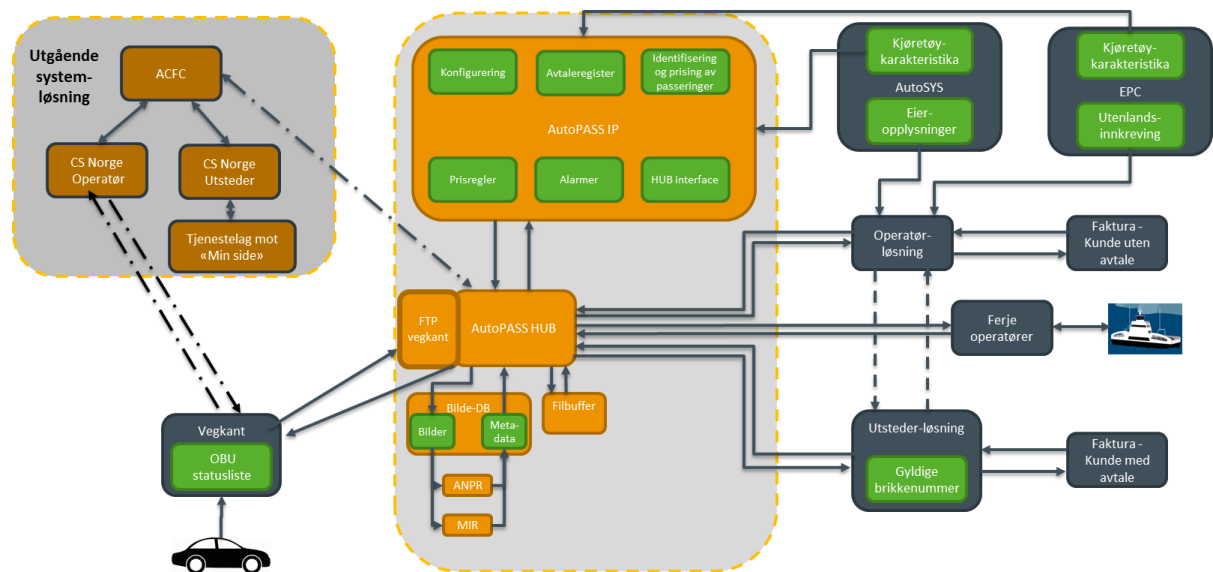 Utgående
system-
løsning
ACFC
CS Norge
Operatør
CS Norge
Utsteder
Tjenestelag mot
«Min side»
Konfigurering
Avtaleregister
Identifisering
og prising av
passeringer
AutoPASS IP
Prisregler
Alarmer
HUB interface
Kjøretøy-
karakteristika
AutoSYS
Eier-
opplysninger
Kjøretøy-
karakteristika
EPC
Utenlands-
innkreving
Operatør-
løsning
Faktura -
Kunde uten
avtale
FTP
vegkant
AutoPASS HUB
Ferje
operatører
Bilde-DB
Bilder
Meta-
data
Filbuffer
ANPR
MIR
Vegkant
OBU
statusliste
Utsteder-løsning
Gyldige
brikkenummer
Faktura -
Kunde med
avtale